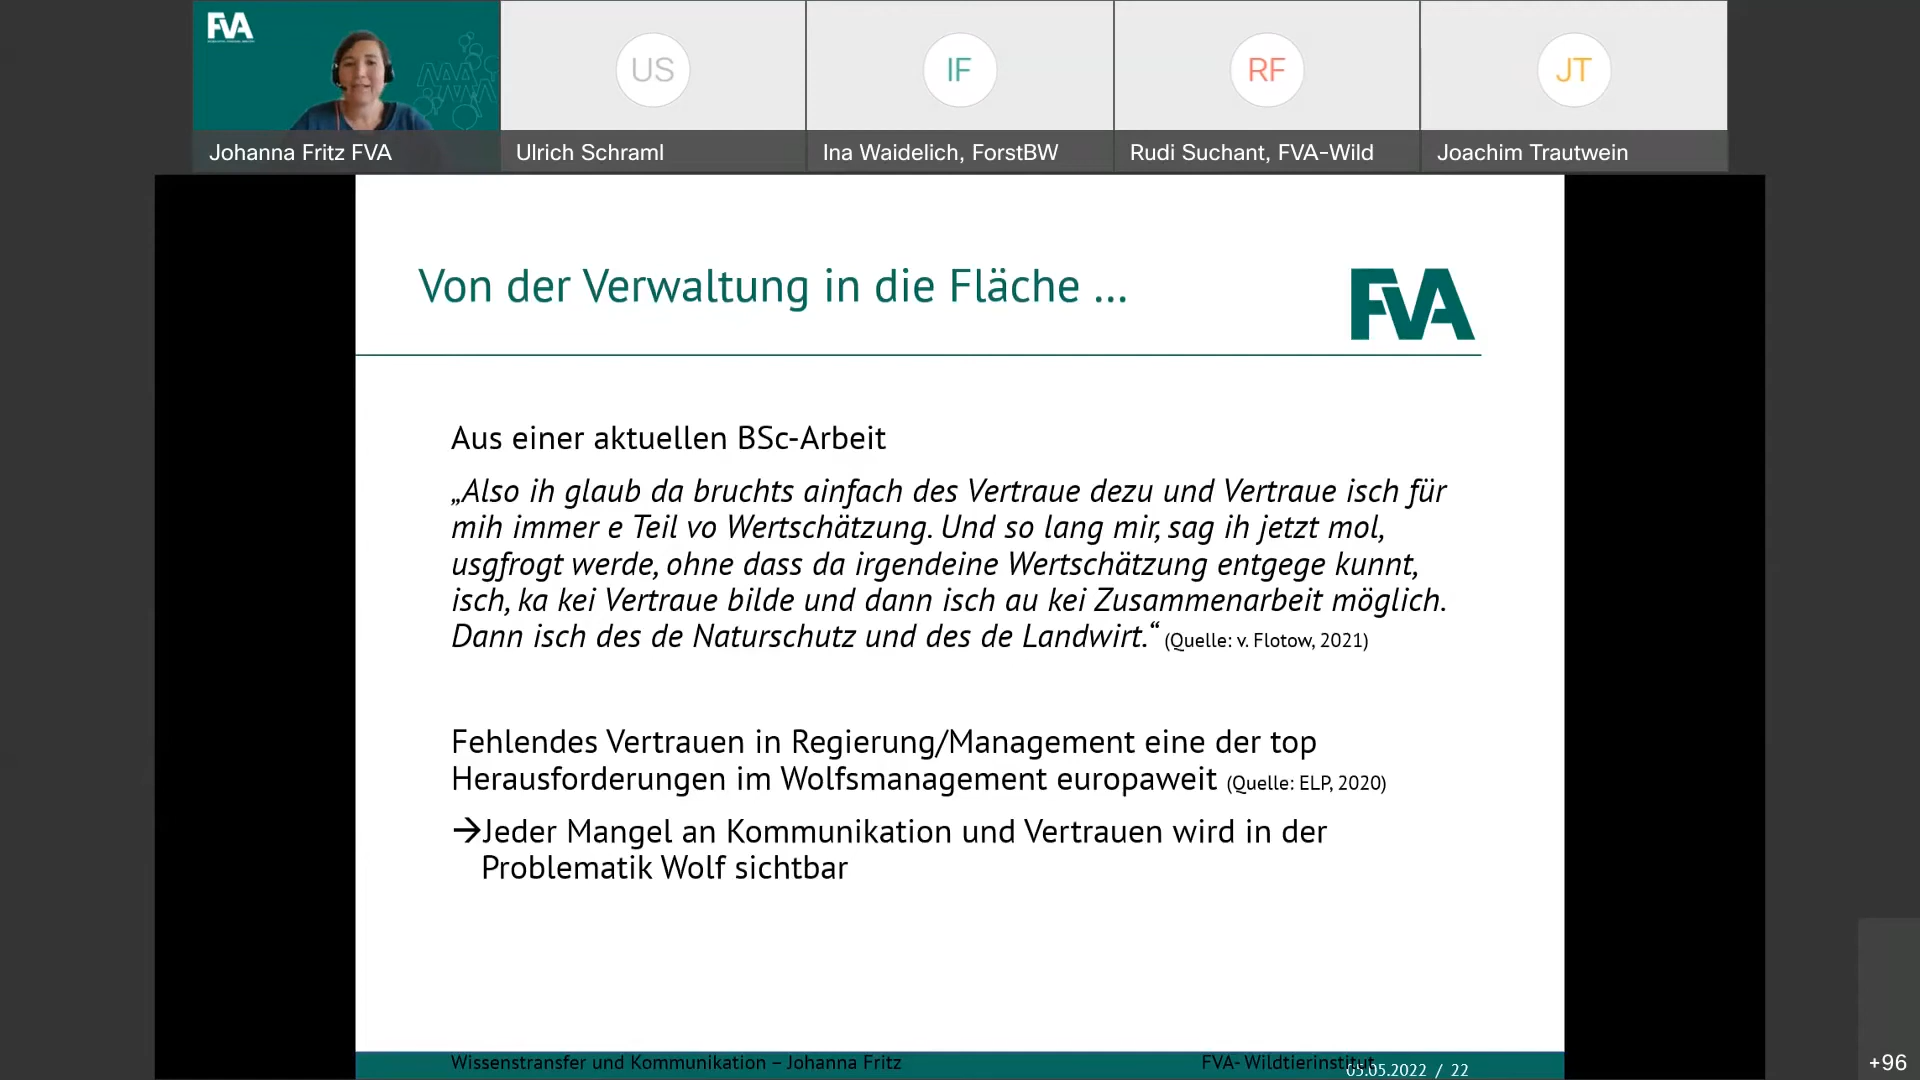 FVA
US
IF
RF
JT
Johanna Fritz FVA
Ulrich Schraml
Ina Waidelich, ForstBW
Rudi Suchant, FVA-Wild
Joachim Trautwein
Von der Verwaltung in die Fläche ...
FVA
Aus einer aktuellen BSc-Arbeit
„Also ih glaub da bruchts ainfach des Vertraue dezu und Vertraue isch für
mih immer e Teil vo Wertschätzung. Und so lang mir, sag ih jetzt mol,
usgfrogt werde, ohne dass da irgendeine Wertschätzung entgege kunnt,
isch, ka kei Vertraue bilde und dann isch au kei Zusammenarbeit möglich.
Dann isch des de Naturschutz und des de Landwirt.“ (Quelle: v. Flotow, 2021)
Fehlendes Vertrauen in Regierung/Management eine der top
Herausforderungen im Wolfsmanagement europaweit (Quelle: ELP, 2020)
→Jeder Mangel an Kommunikation und Vertrauen wird in der
Problematik Wolf sichtbar
Wissenstransfer und Kommunikation – Johanna Fritz
FVA- Wildtierinstitut
05.05.2022 / 22
+96